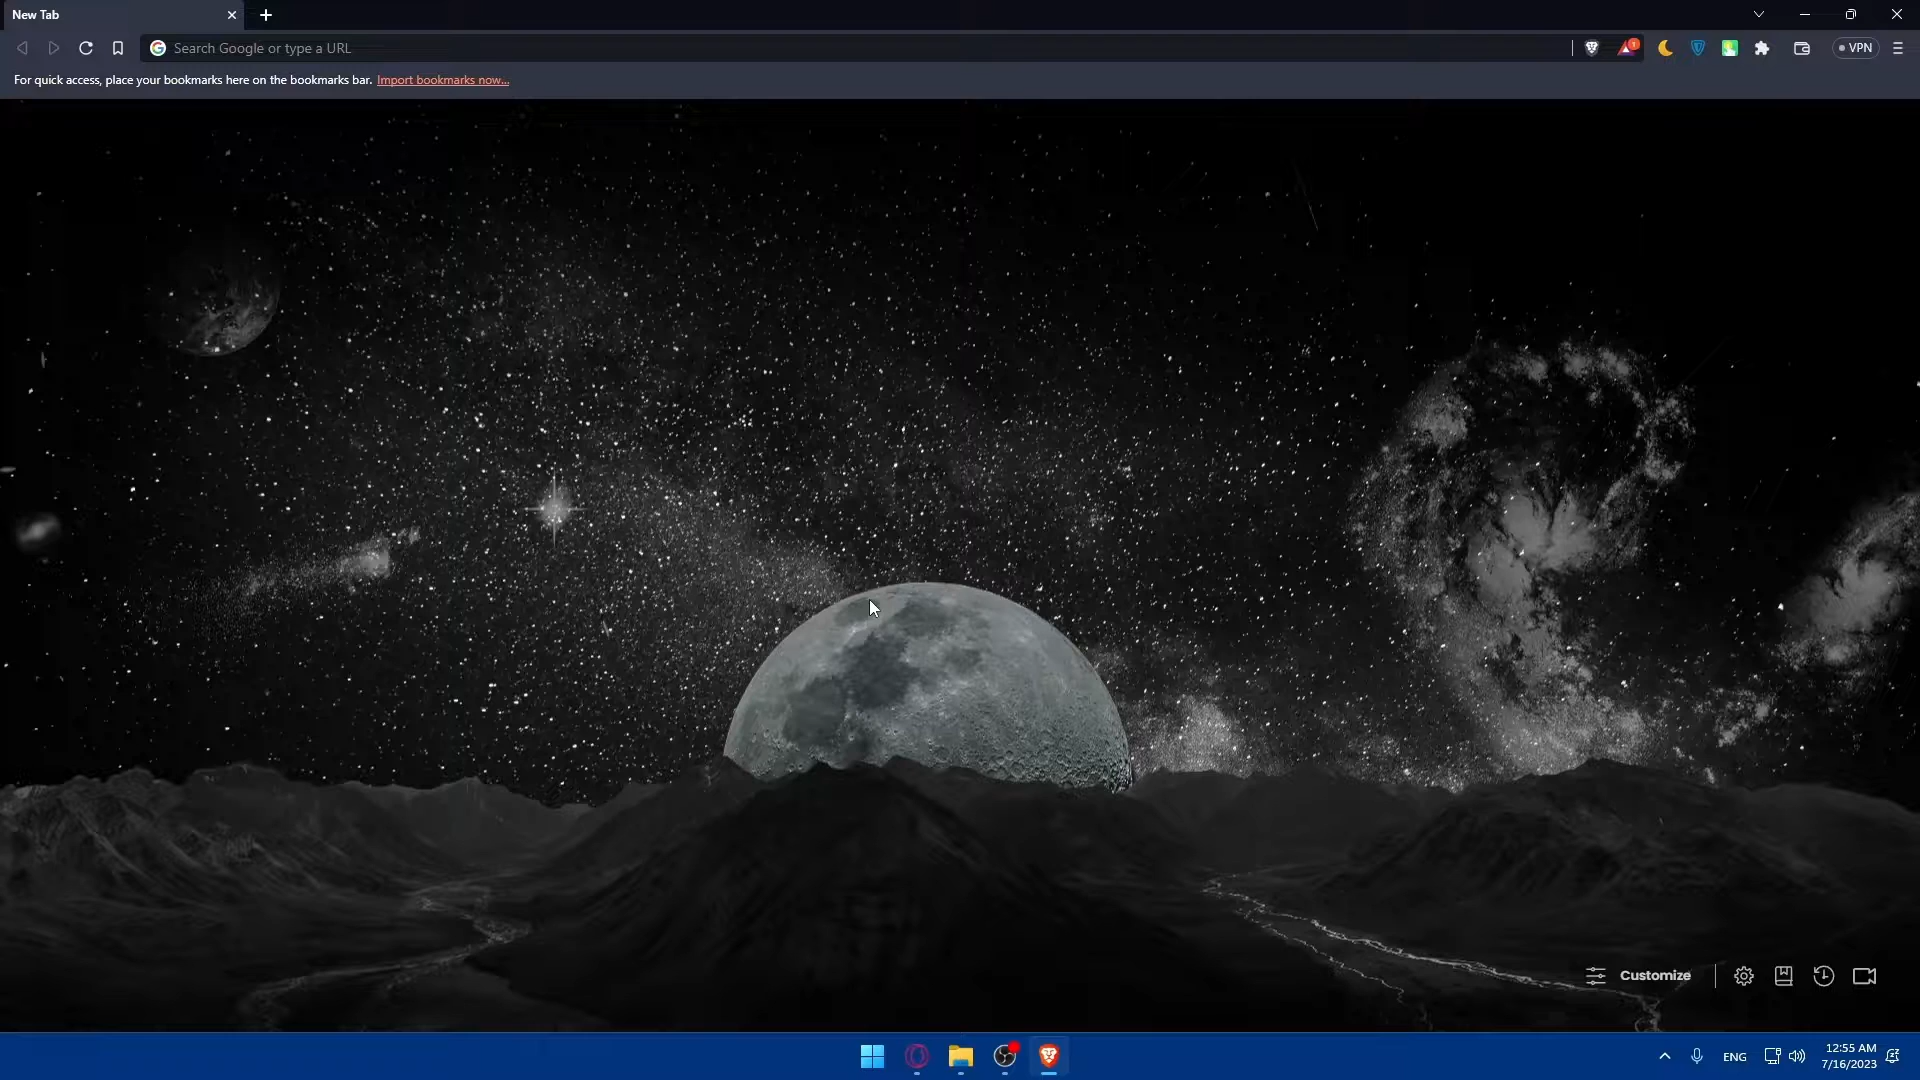 New Tab
Search Google or type a URL
1
VPN
For quick access, place your bookmarks here on the bookmarks bar. Import bookmarks now...
Customize
ENG
12:55 AM
7/16/2023